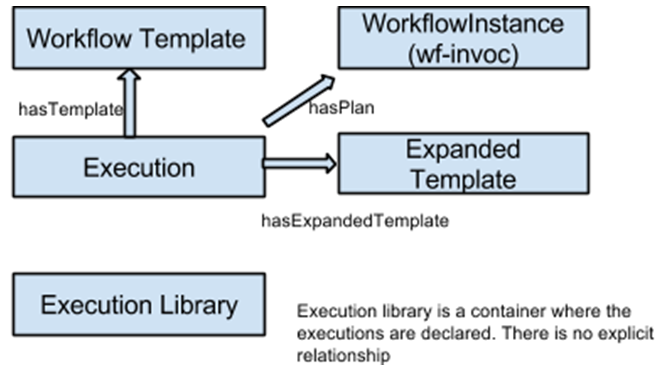 Workflow Template
WorkflowInstance
(wf-invoc)
hasTemplate
hasPlan
Execution
Expanded
Template
hasExpandedTemplate
Execution Library
Execution library is a container where the
executions are declared. There is no explicit
relationship